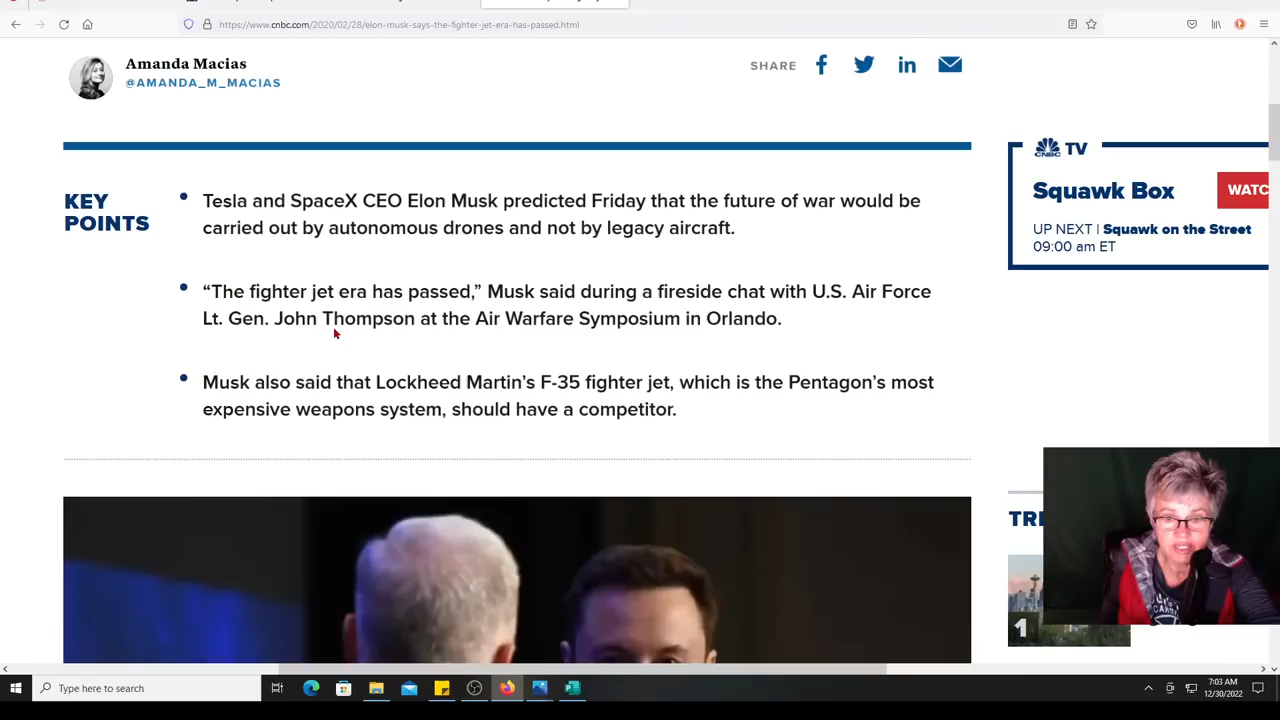 https://www.cnbc.com/2020/02/28/elon-musk-says-the-fighter-jet-era-has-passed.html
Amanda Macias
@AMANDA_M_MACIAS
SHARE
CNBC TV
Squawk Box
WATC
UP NEXT | Squawk on the Street
09:00 am ET
KEY
POINTS
• Tesla and SpaceX CEO Elon Musk predicted Friday that the future of war would be
carried out by autonomous drones and not by legacy aircraft.
• “The fighter jet era has passed,” Musk said during a fireside chat with U.S. Air Force
Lt. Gen. John Thompson at the Air Warfare Symposium in Orlando.
• Musk also said that Lockheed Martin’s F-35 fighter jet, which is the Pentagon’s most
expensive weapons system, should have a competitor.
TRE
1
Type here to search
7:03 AM
12/30/2022